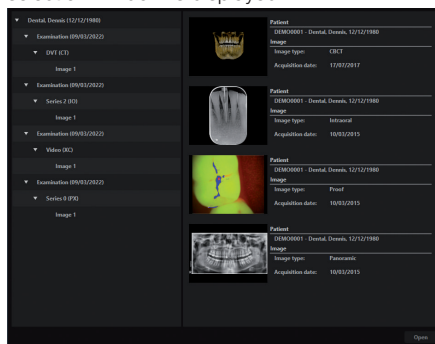 Dental, Dennis (12/12/1980)
Examination (09/03/2022)
DVT (CT)
Image 1
Examination (09/03/2022)
Series 2 (IO)
Image 1
Examination (09/03/2022)
Video (XC)
Image 1
Examination (09/03/2022)
Series 0 (PX)
Image 1
Patient
DEMO0001 - Dental, Dennis, 12/12/1980
Image
Image type: CBCT
Acquisition date: 17/07/2017
Patient
DEMO0001 - Dental, Dennis, 12/12/1980
Image
Image type: Intraoral
Acquisition date: 10/03/2015
Patient
DEMO0001 - Dental, Dennis, 12/12/1980
Image
Image type: Proof
Acquisition date: 10/03/2015
Patient
DEMO0001 - Dental, Dennis, 12/12/1980
Image
Image type: Panoramic
Acquisition date: 10/03/2015
Open